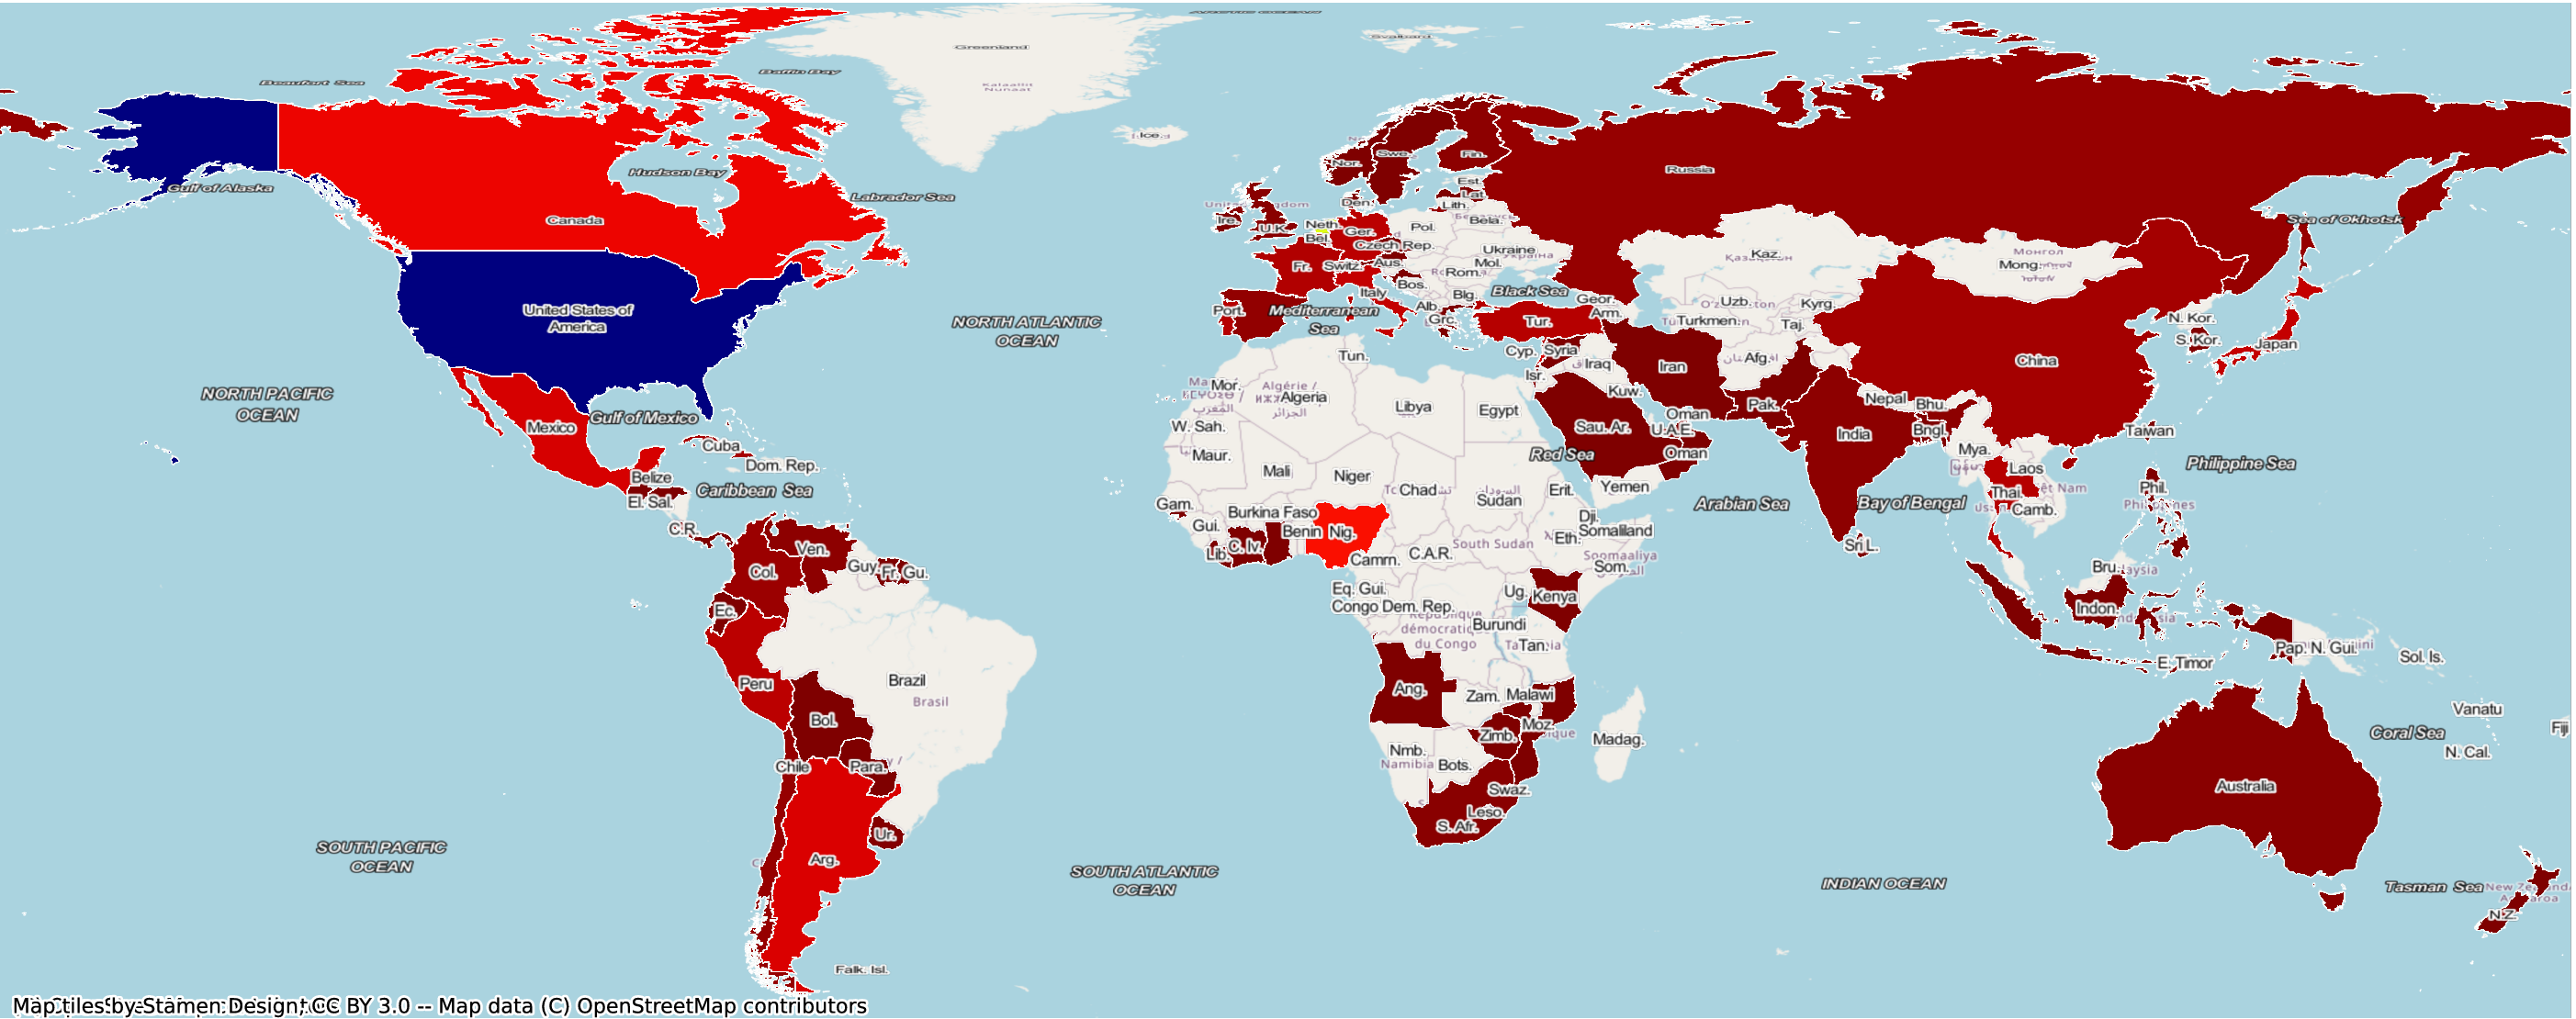 ARCTIC OCEAN
Greenland
Svalbard
Baffin Bay
Beaufort Sea
Kalaallit
Nunaat
Ice.
Gulf of Alaska
Hudson Bay
Labrador Sea
Canada
Nor.
Swe.
Fin.
Russia
Est.
Lat.
Lith.
Den.
Ire.
U.K.
Neth.
Bel.
Ger.
Pol.
Bela.
Czech Rep.
Ukraine
Україна
Sea of Okhotsk
Fr.
Switz.
Aus.
Mol.
Rom.
Kaz.
Монгол
Mong.
Bos.
Italy
Blg.
Black Sea
Geor.
Uzb.
Kyrg.
United States of
America
Port.
Mediterranean
Sea
Alb.
Grc.
Tur.
Arm.
Turkmen.
Taj.
N. Kor.
S. Kor.
Japan
NORTH ATLANTIC
OCEAN
Tun.
Cyp.
Syria
Iraq
Iran
Afg.
China
NORTH PACIFIC
OCEAN
Isr.
Mor.
Algérie /
Algeria
الجزائر
المغرب
Libya
Egypt
Kuw.
Pak.
Nepal
Bhu.
Gulf of Mexico
Mexico
Cuba
Dom. Rep.
W. Sah.
Sau. Ar.
Oman
U.A.E.
Oman
India
Bngl.
Taiwan
Mya.
Laos
Maur.
Mali
Niger
Chad
Sudan
السودان
Red Sea
Erit.
Yemen
Philippine Sea
Belize
El. Sal.
Caribbean Sea
Arabian Sea
Bay of Bengal
Thai.
Camb.
Phil.
Gam.
Gui.
Burkina Faso
Benin
Nig.
Dji.
Somaliland
C.R.
Lib.
C. Iv.
Camrn.
C.A.R.
South Sudan
Eth.
Soomaaliya
Som.
Sri L.
Ven.
Guy.
Fr. Gu.
Col.
Bru.
Eq. Gui.
Ug.
Kenya
Congo
Dem. Rep.
République
démocratique
du Congo
Burundi
Tan.
Indon.
Ec.
Pap. N. Gui.
Sol. Is.
E. Timor
Peru
Brazil
Brasil
Ang.
Zam.
Malawi
Moz.
Zimb.
Madag.
Bol.
Vanatu
Fiji
Coral Sea
N. Cal.
Nmb.
Namibia
Bots.
Chile
Para.
Swaz.
Leso.
S. Afr.
Australia
Ur.
Arg.
SOUTH PACIFIC
OCEAN
SOUTH ATLANTIC
OCEAN
INDIAN OCEAN
Tasman Sea
N.Z.
Falk. Isl.
Map tiles by Stamen Design, CC BY 3.0 -- Map data (C) OpenStreetMap contributors